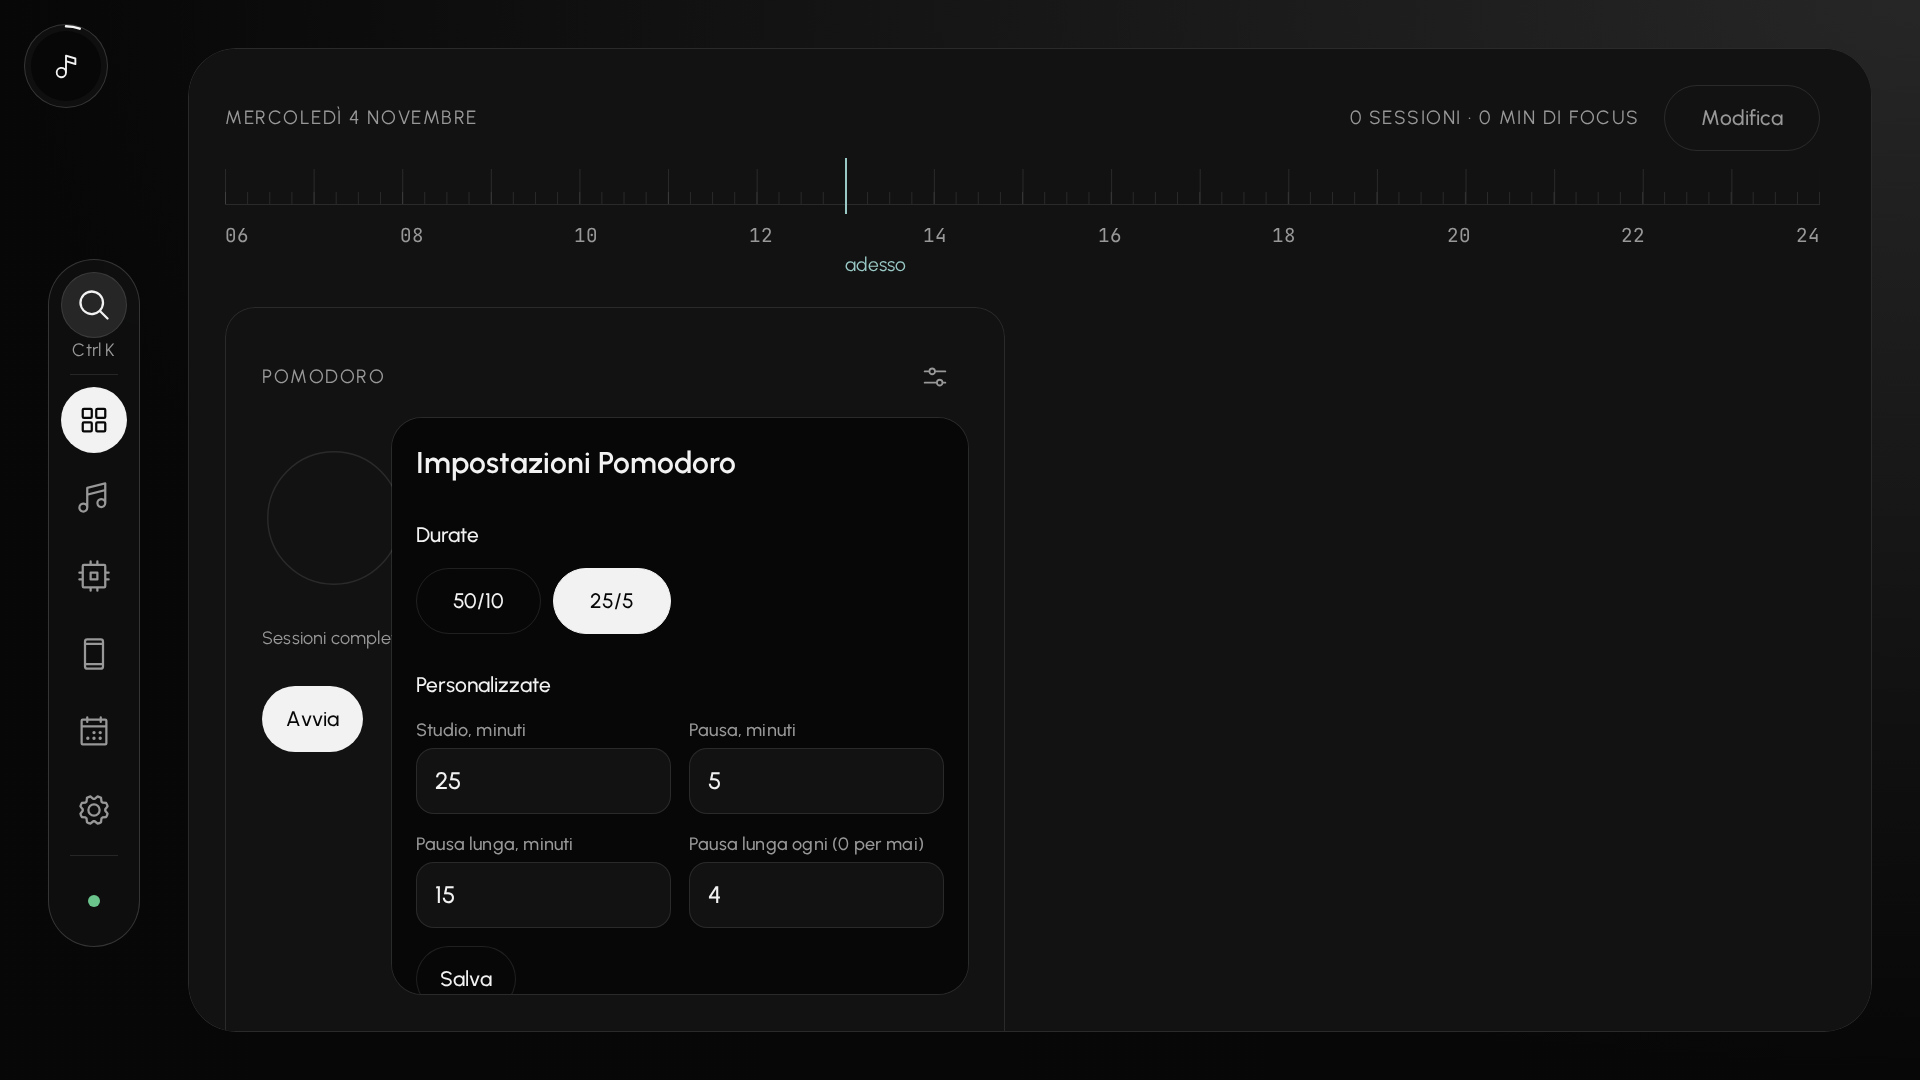 MERCOLEDÌ 4 NOVEMBRE
0 SESSIONI · 0 MIN DI FOCUS
Modifica
06 08 10 12 14 16 18 20 22 24
adesso
Ctrl K
POMODORO
Impostazioni Pomodoro
Durate
50/10 25/5
Sessioni comple
Personalizzate
Avvia
Studio, minuti Pausa, minuti
25 5
Pausa lunga, minuti Pausa lunga ogni (0 per mai)
15 4
Salva